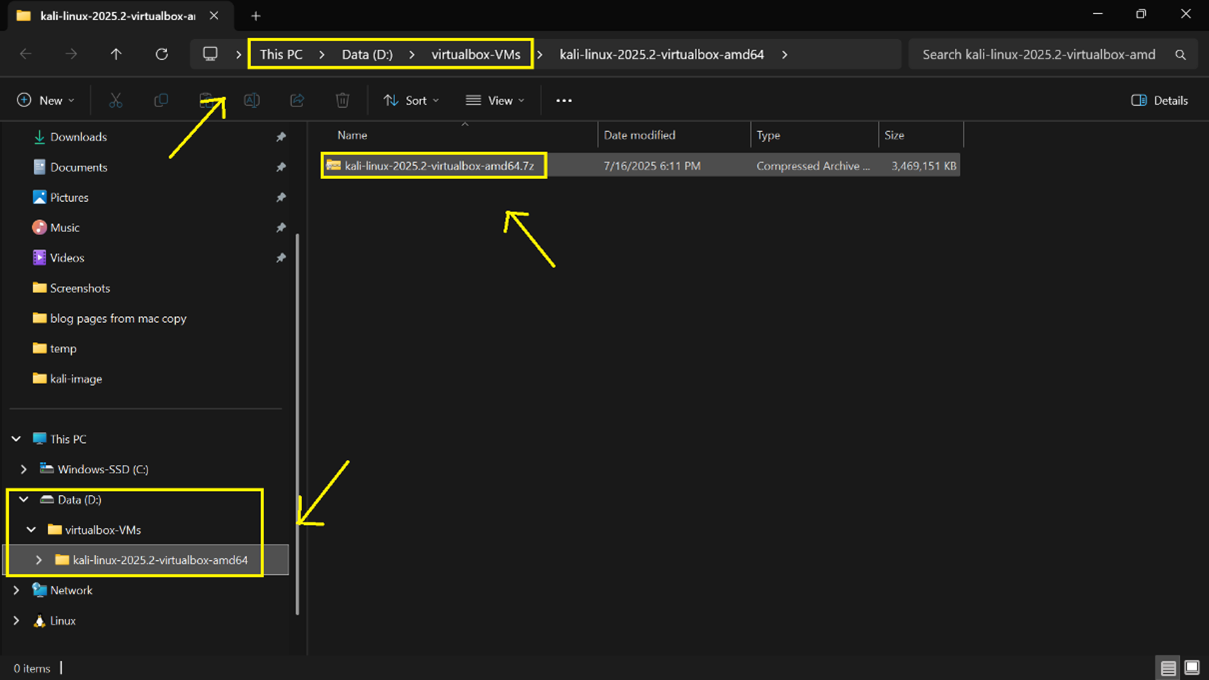 kali-linux-2025.2-virtualbox-ar
This PC > Data (D:) > virtualbox-VMs > kali-linux-2025.2-virtualbox-amd64 >
Search kali-linux-2025.2-virtualbox-amd
New
Sort
View
Details
Downloads
Documents
Pictures
Music
Videos
Screenshots
blog pages from mac copy
temp
kali-image
This PC
Windows-SSD (C:)
Data (D:)
virtualbox-VMs
kali-linux-2025.2-virtualbox-amd64
Network
Linux
Name Date modified Type Size
kali-linux-2025.2-virtualbox-amd64.7z 7/16/2025 6:11 PM Compressed Archive ... 3,469,151 KB
0 items